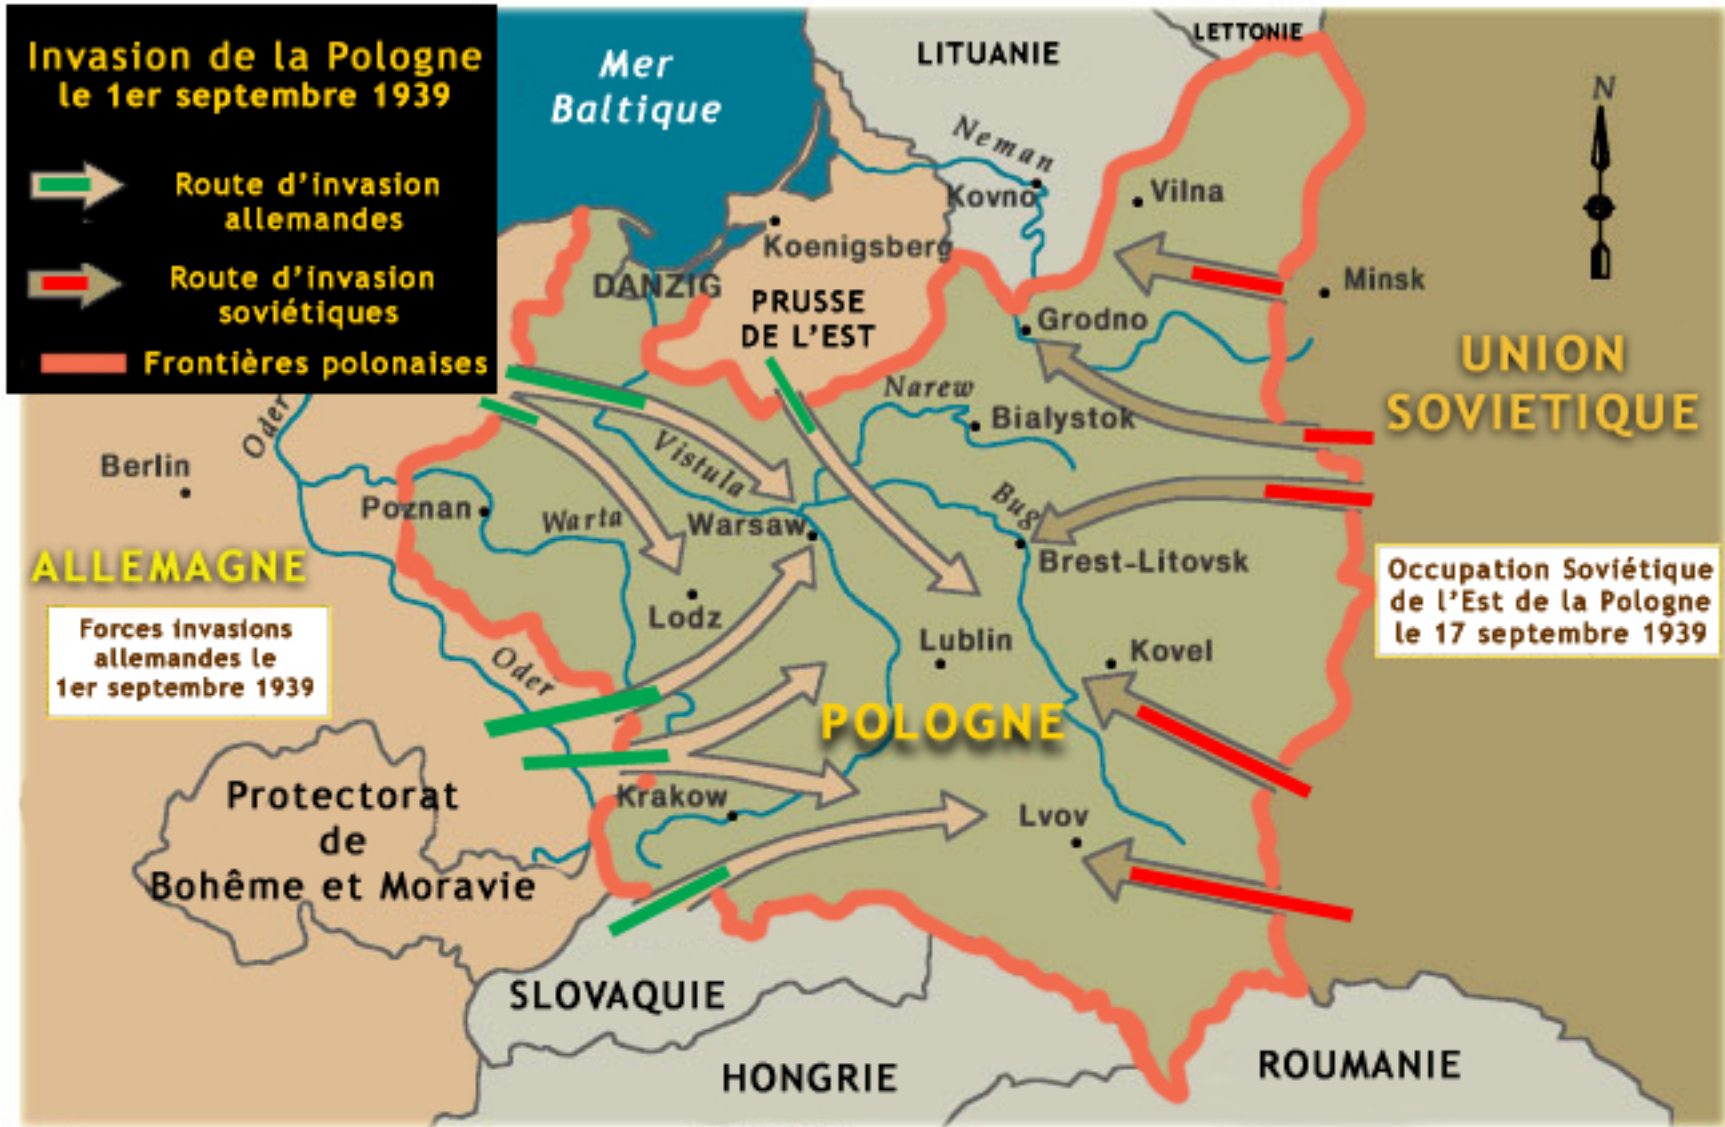 Invasion de la Pologne
le 1er septembre 1939
Route d'invasion
allemandes
Route d'invasion
soviétiques
Frontières polonaises
Mer
Baltique
LITUANIE
LETTONIE
N
Neman
Kovno
Vilna
Koenigsberg
DANZIG
PRUSSE
DE L'EST
Minsk
Grodno
UNION
SOVIETIQUE
Narew
Bialystok
Oder
Berlin
Vistula
Poznan
Warta
Warsaw
Bug
Brest-Litovsk
ALLEMAGNE
Forces invasions
allemandes le
1er septembre 1939
Occupation Soviétique
de l'Est de la Pologne
le 17 septembre 1939
Lodz
Lublin
Kovel
Oder
POLOGNE
Protectorat
de
Bohême et Moravie
Krakow
Lvov
SLOVAQUIE
HONGRIE
ROUMANIE